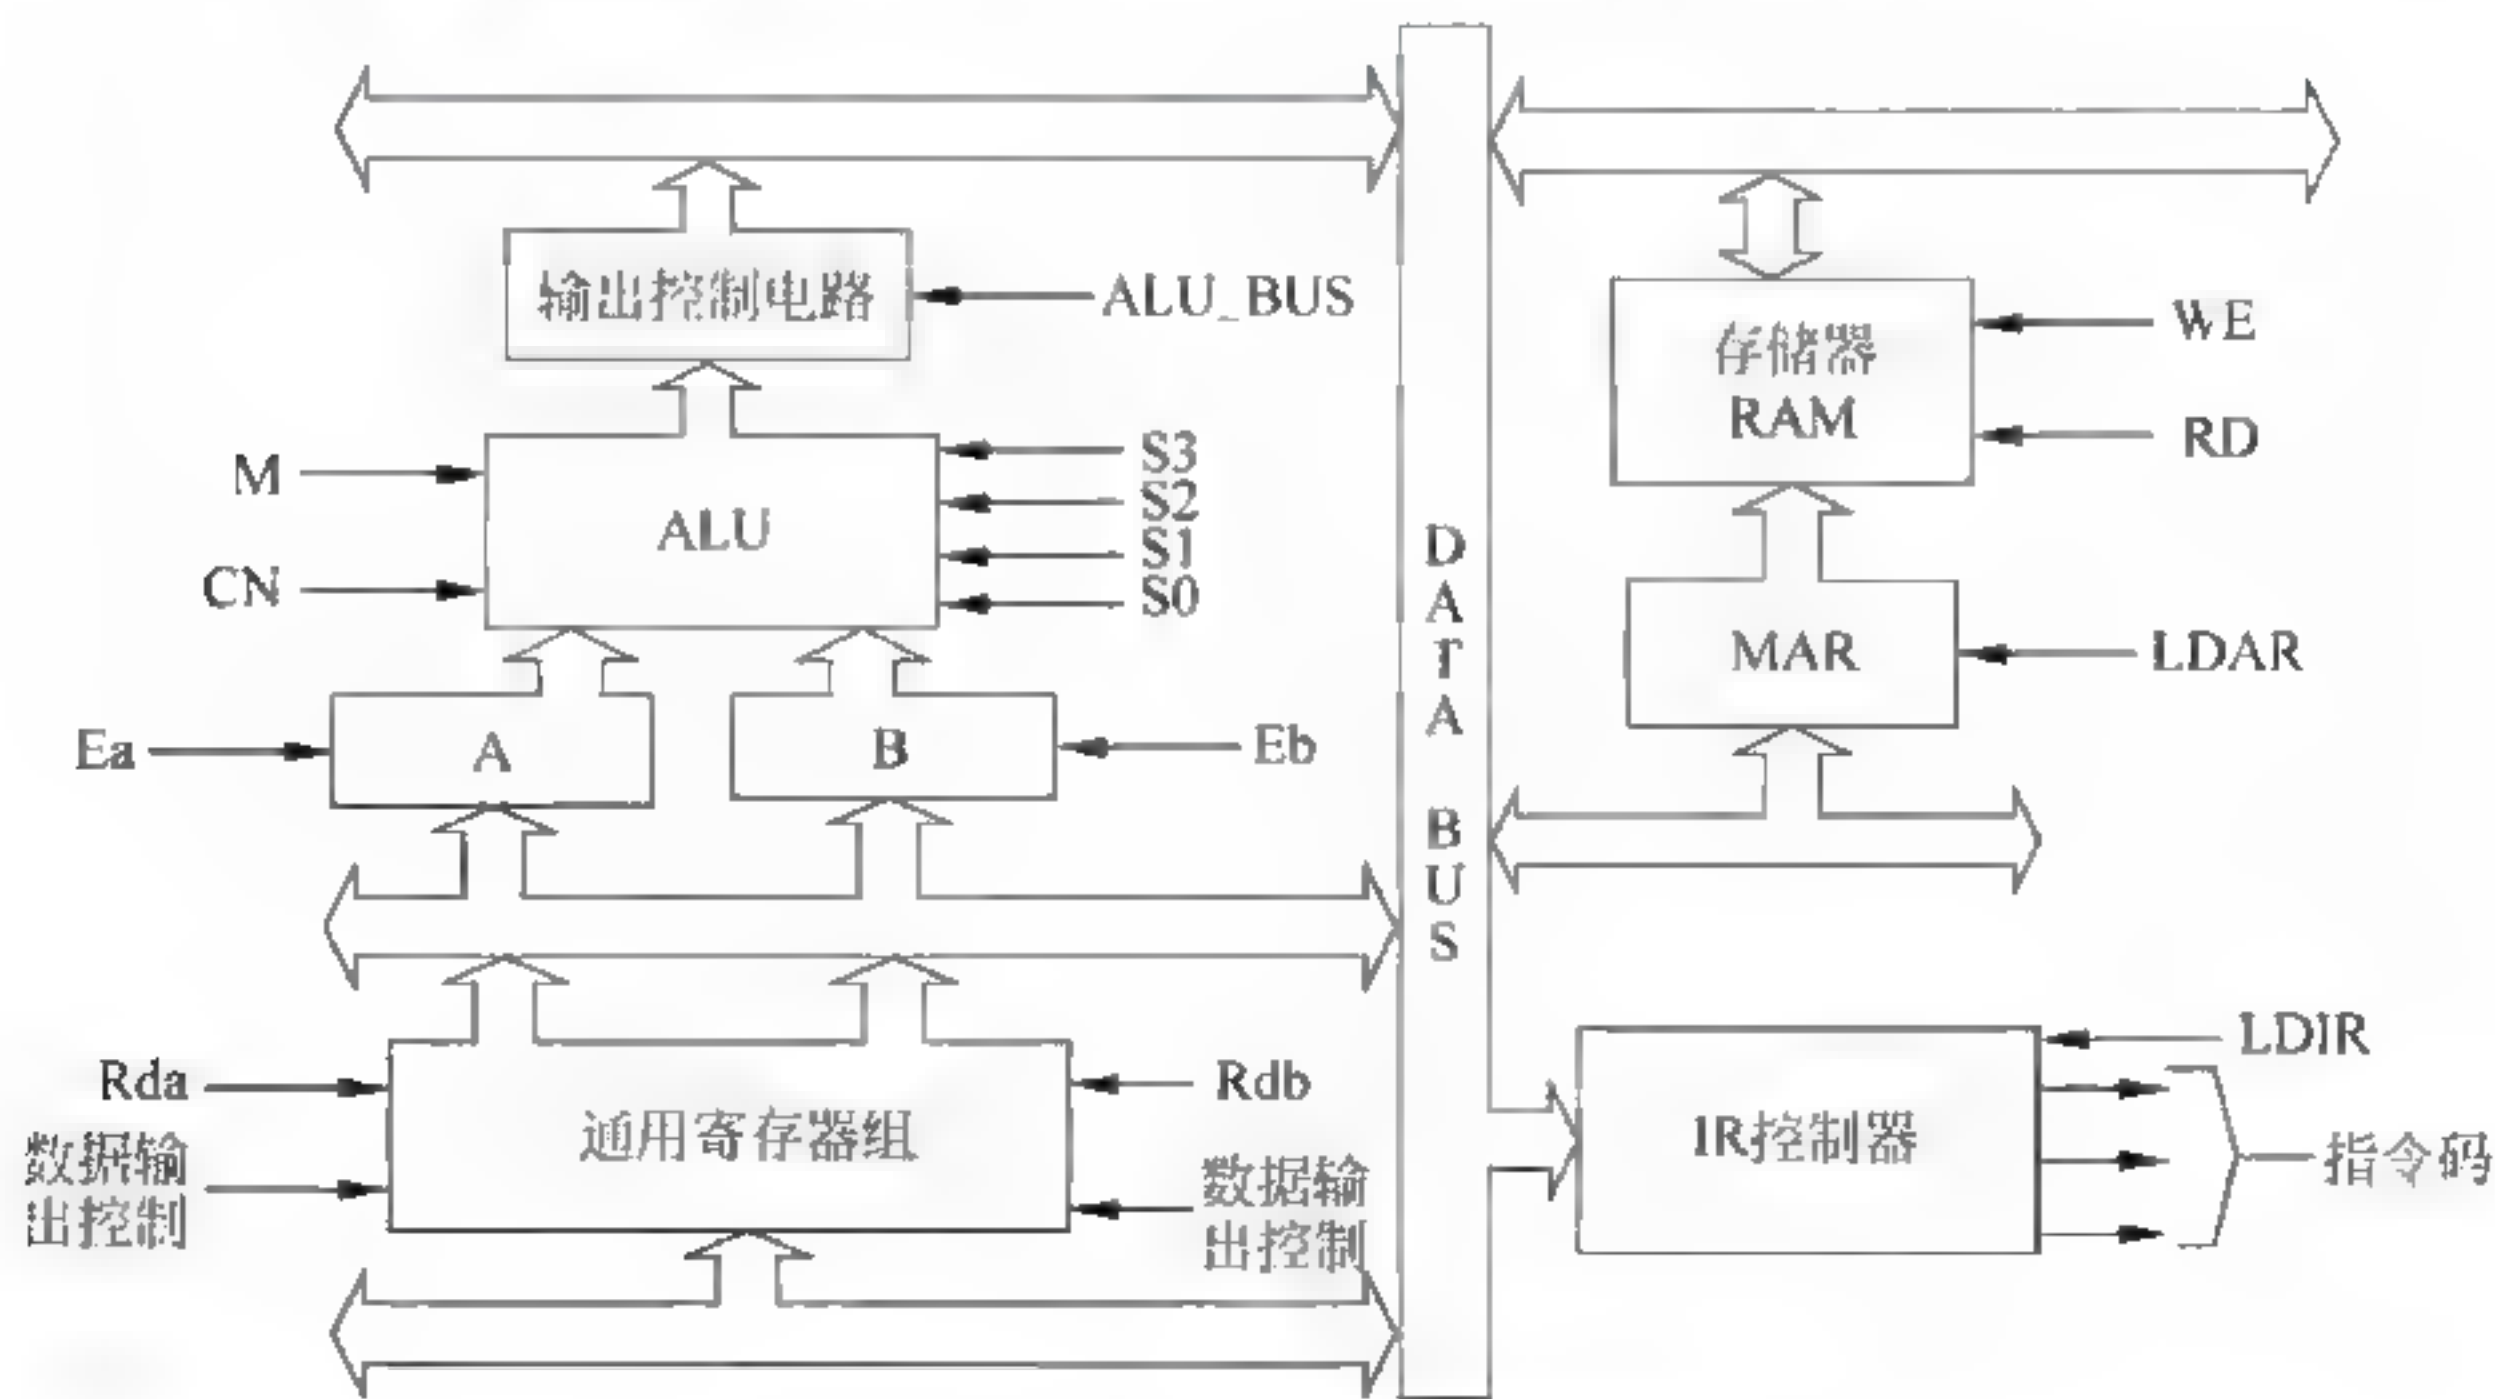 输出控制电路
ALU_BUS
M
CN
ALU
S3
S2
S1
S0
Ea
A
B
Eb
Rda
数据输
出控制
通用寄存器组
Rdb
数据输
出控制
DATA BUS
存储器
RAM
WE
RD
MAR
LDAR
IR控制器
LDIR
指令码